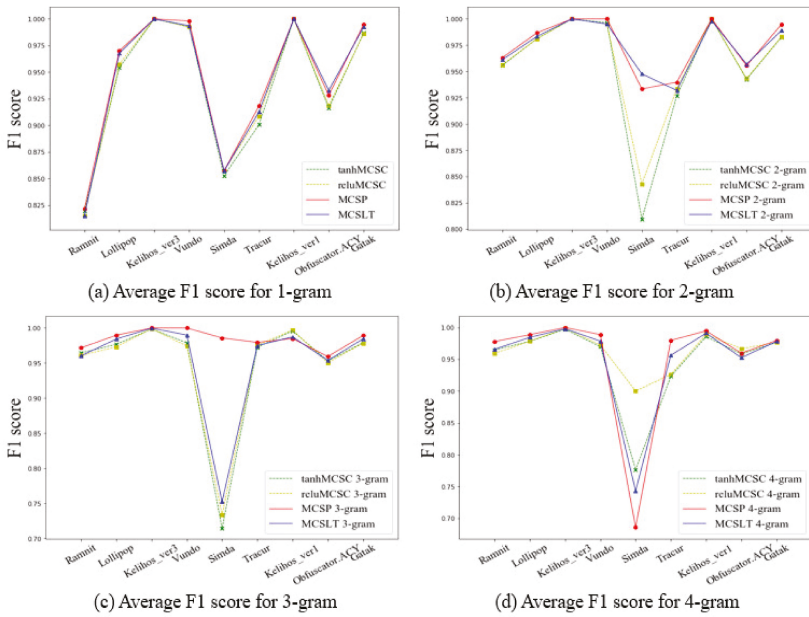 1.000
0.975
0.950
0.925
0.900
0.875
0.850
0.825
F1 score
tanhMCSC
reluMCSC
MCSP
MCSLT
Ramnit
Lollipop
Kelihos_ver3
Vundo
Simda
Tracur
Kelihos_ver1
Obfuscator.ACY
Gatak
(a) Average F1 score for 1-gram
1.000
0.975
0.950
0.925
0.900
0.875
0.850
0.825
0.800
F1 score
tanhMCSC 2-gram
reluMCSC 2-gram
MCSP 2-gram
MCSLT 2-gram
Ramnit
Lollipop
Kelihos_ver3
Vundo
Simda
Tracur
Kelihos_ver1
Obfuscator.ACY
Gatak
(b) Average F1 score for 2-gram
1.00
0.95
0.90
0.85
0.80
0.75
0.70
F1 score
tanhMCSC 3-gram
reluMCSC 3-gram
MCSP 3-gram
MCSLT 3-gram
Ramnit
Lollipop
Kelihos_ver3
Vundo
Simda
Tracur
Kelihos_ver1
Obfuscator.ACY
Gatak
(c) Average F1 score for 3-gram
1.00
0.95
0.90
0.85
0.80
0.75
0.70
F1 score
tanhMCSC 4-gram
reluMCSC 4-gram
MCSP 4-gram
MCSLT 4-gram
Ramnit
Lollipop
Kelihos_ver3
Vundo
Simda
Tracur
Kelihos_ver1
Obfuscator.ACY
Gatak
(d) Average F1 score for 4-gram